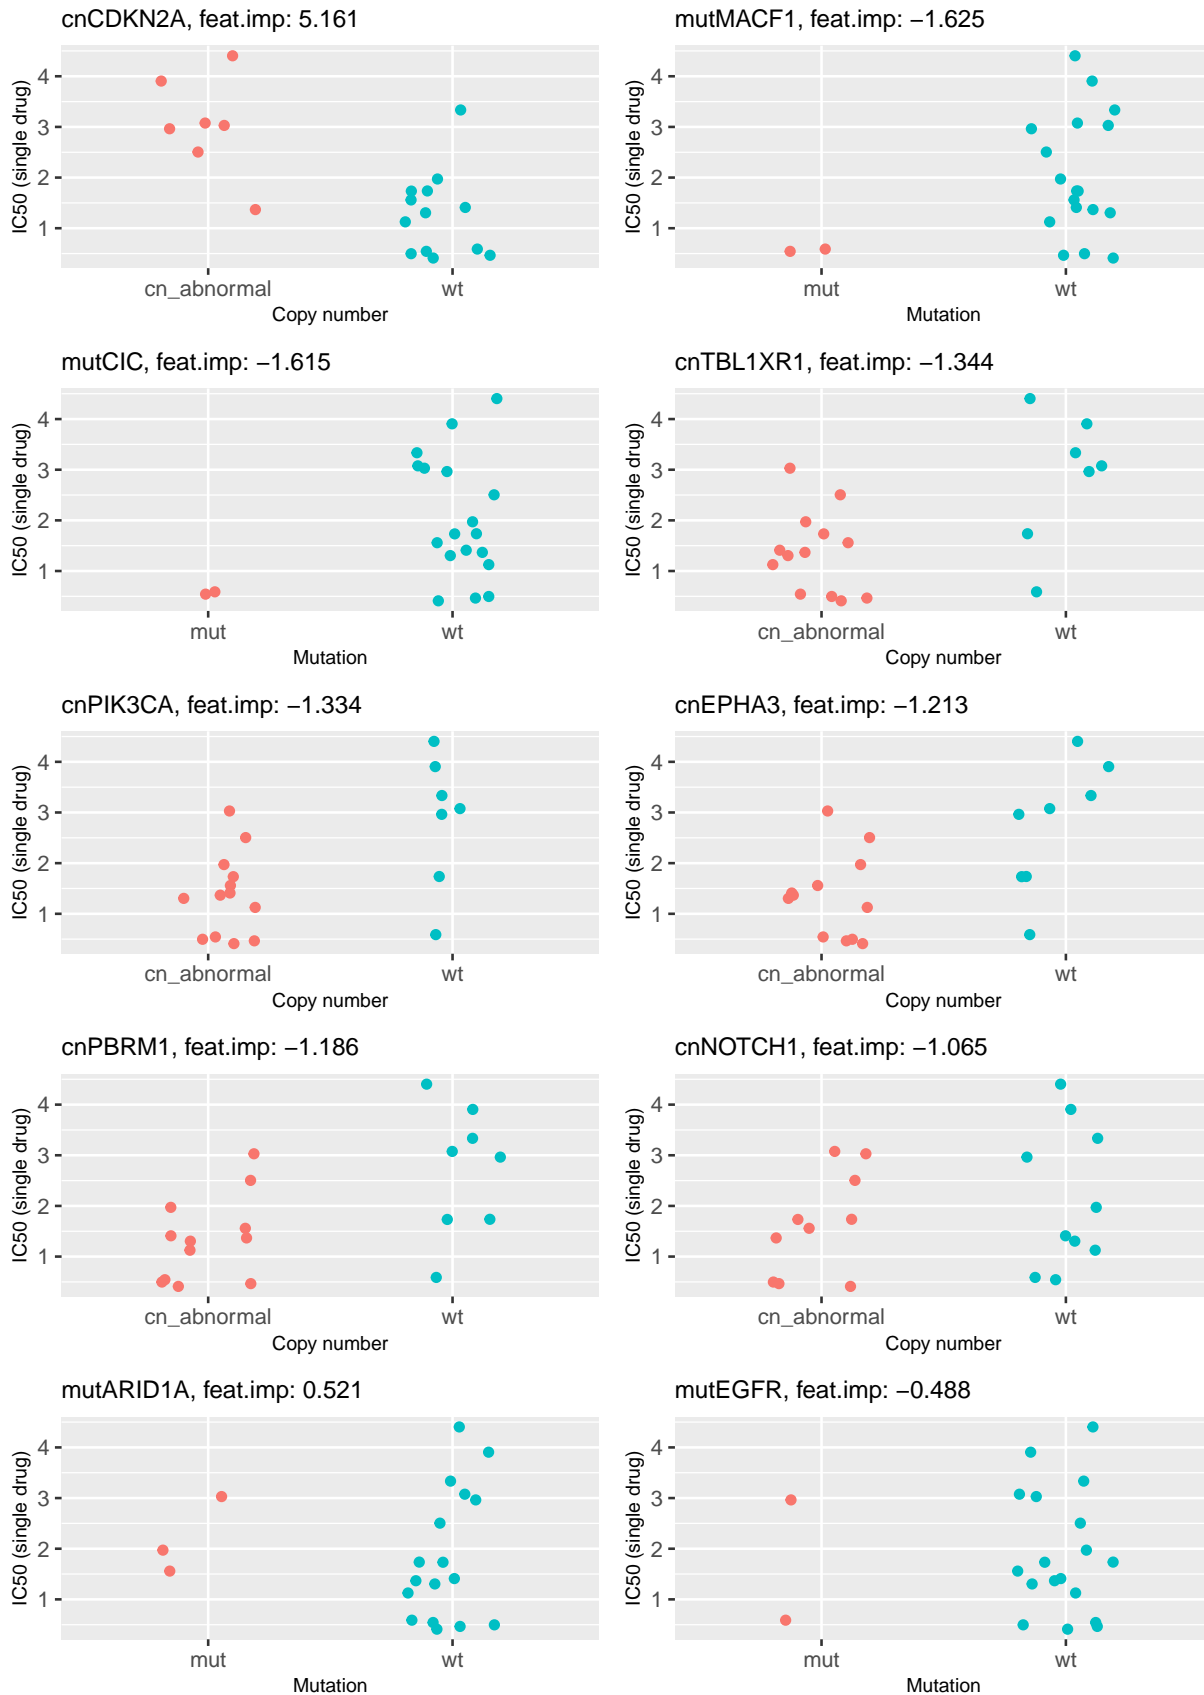 cnCDKN2A, feat.imp: 5.161
IC50 (single drug)
4
3
2
1
cn_abnormal
wt
Copy number
mutMACF1, feat.imp: −1.625
IC50 (single drug)
4
3
2
1
mut
wt
Mutation
mutCIC, feat.imp: −1.615
IC50 (single drug)
4
3
2
1
mut
wt
Mutation
cnTBL1XR1, feat.imp: −1.344
IC50 (single drug)
4
3
2
1
cn_abnormal
wt
Copy number
cnPIK3CA, feat.imp: −1.334
IC50 (single drug)
4
3
2
1
cn_abnormal
wt
Copy number
cnEPHA3, feat.imp: −1.213
IC50 (single drug)
4
3
2
1
cn_abnormal
wt
Copy number
cnPBRM1, feat.imp: −1.186
IC50 (single drug)
4
3
2
1
cn_abnormal
wt
Copy number
cnNOTCH1, feat.imp: −1.065
IC50 (single drug)
4
3
2
1
cn_abnormal
wt
Copy number
mutARID1A, feat.imp: 0.521
IC50 (single drug)
4
3
2
1
mut
wt
Mutation
mutEGFR, feat.imp: −0.488
IC50 (single drug)
4
3
2
1
mut
wt
Mutation